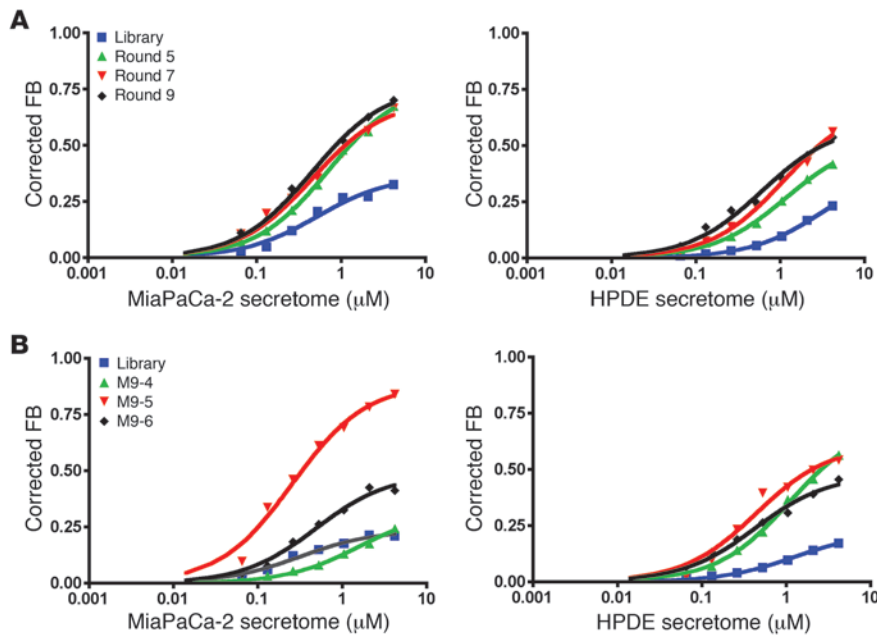 A
Library
Round 5
Round 7
Round 9
Corrected FB
1.00
0.75
0.50
0.25
0.00
0.001
0.01
0.1
1
10
MiaPaCa-2 secretome (μM)
Corrected FB
1.00
0.75
0.50
0.25
0.00
0.001
0.01
0.1
1
10
HPDE secretome (μM)
B
Library
M9-4
M9-5
M9-6
Corrected FB
1.00
0.75
0.50
0.25
0.00
0.001
0.01
0.1
1
10
MiaPaCa-2 secretome (μM)
Corrected FB
1.00
0.75
0.50
0.25
0.00
0.001
0.01
0.1
1
10
HPDE secretome (μM)